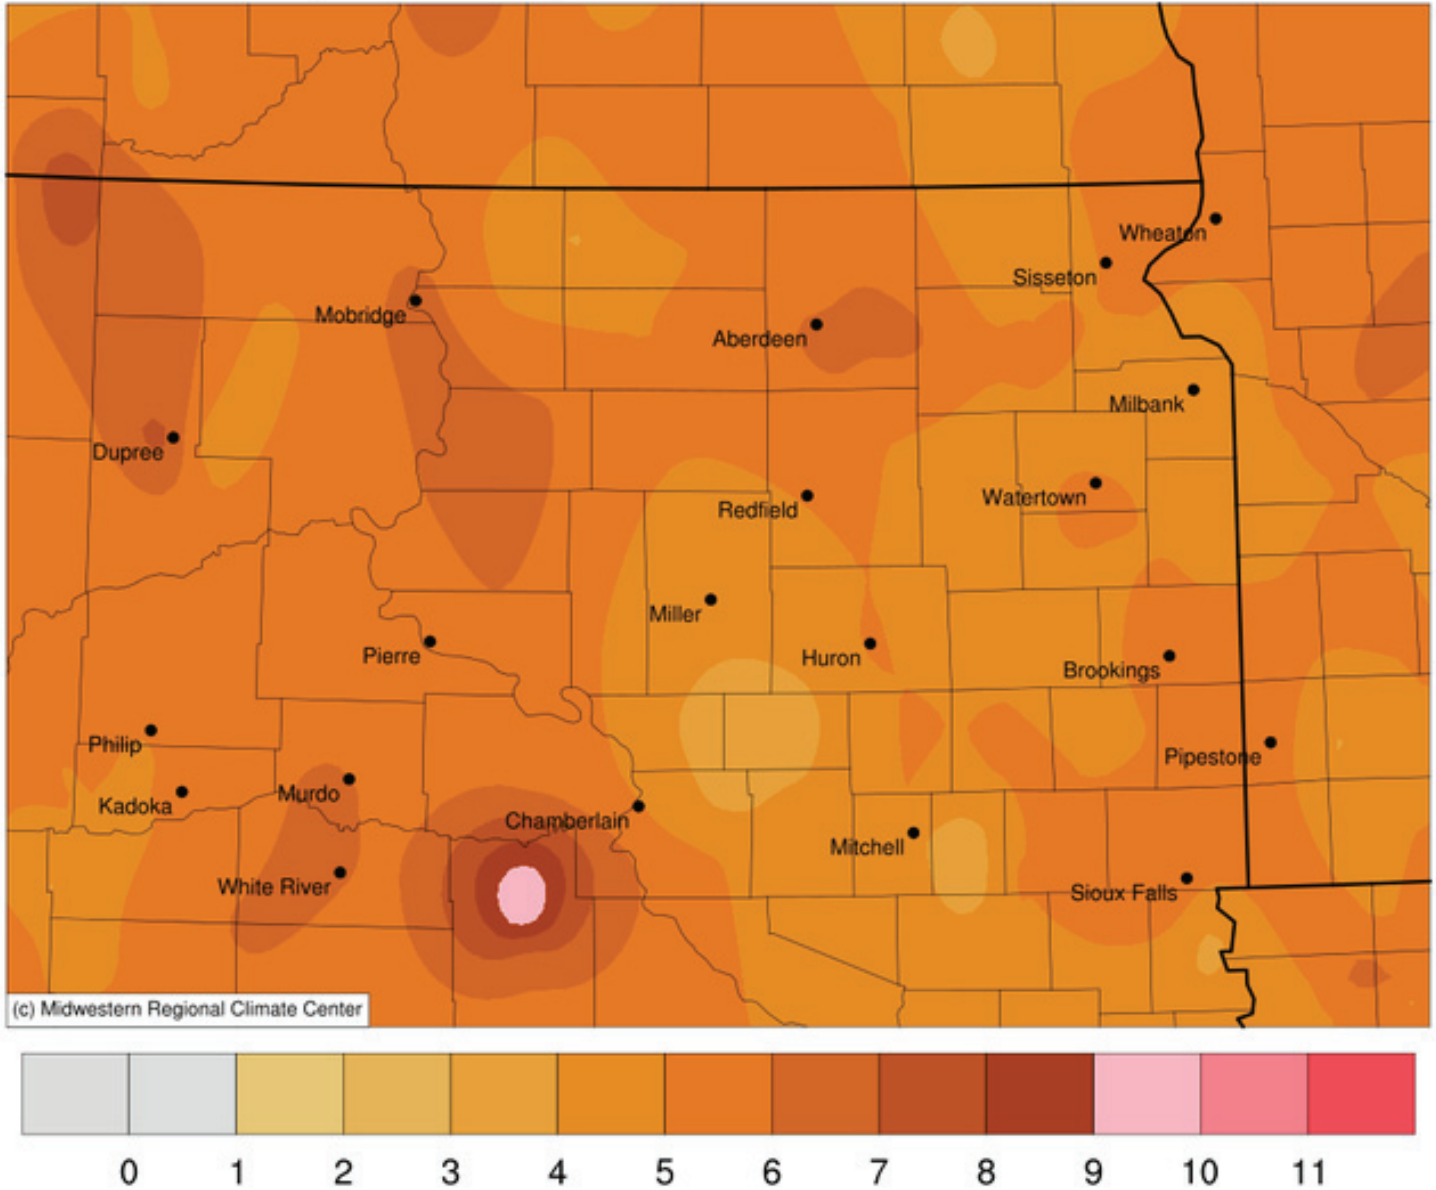 Wheaton
Sisseton
Mobridge
Aberdeen
Milbank
Dupree
Watertown
Redfield
Miller
Pierre
Huron
Brookings
Philip
Pipestone
Kadoka
Murdo
Chamberlain
Mitchell
White River
Sioux Falls
(c) Midwestern Regional Climate Center
0 1 2 3 4 5 6 7 8 9 10 11